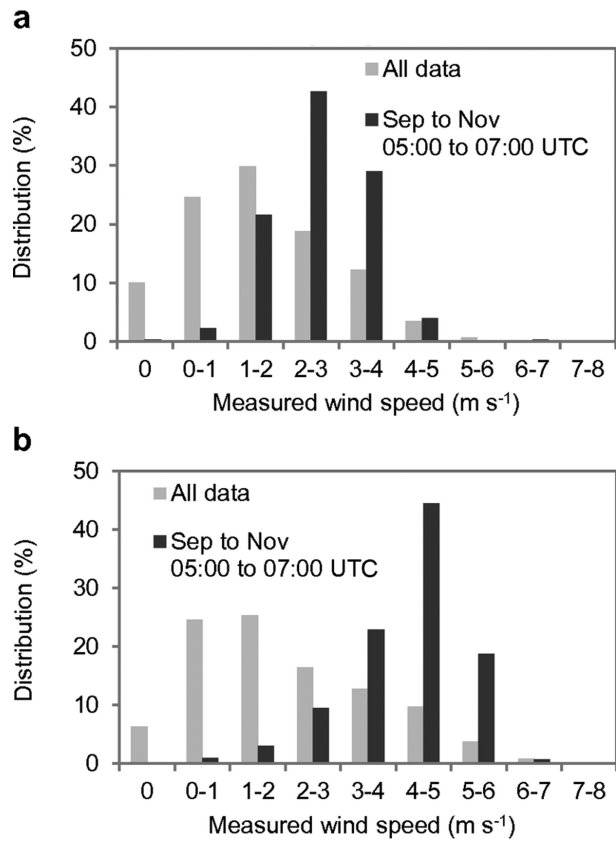 a
50
40
30
20
10
0
Distribution (%)
All data
Sep to Nov
05:00 to 07:00 UTC
0 0-1 1-2 2-3 3-4 4-5 5-6 6-7 7-8
Measured wind speed (m s⁻¹)
b
50
40
30
20
10
0
Distribution (%)
All data
Sep to Nov
05:00 to 07:00 UTC
0 0-1 1-2 2-3 3-4 4-5 5-6 6-7 7-8
Measured wind speed (m s⁻¹)